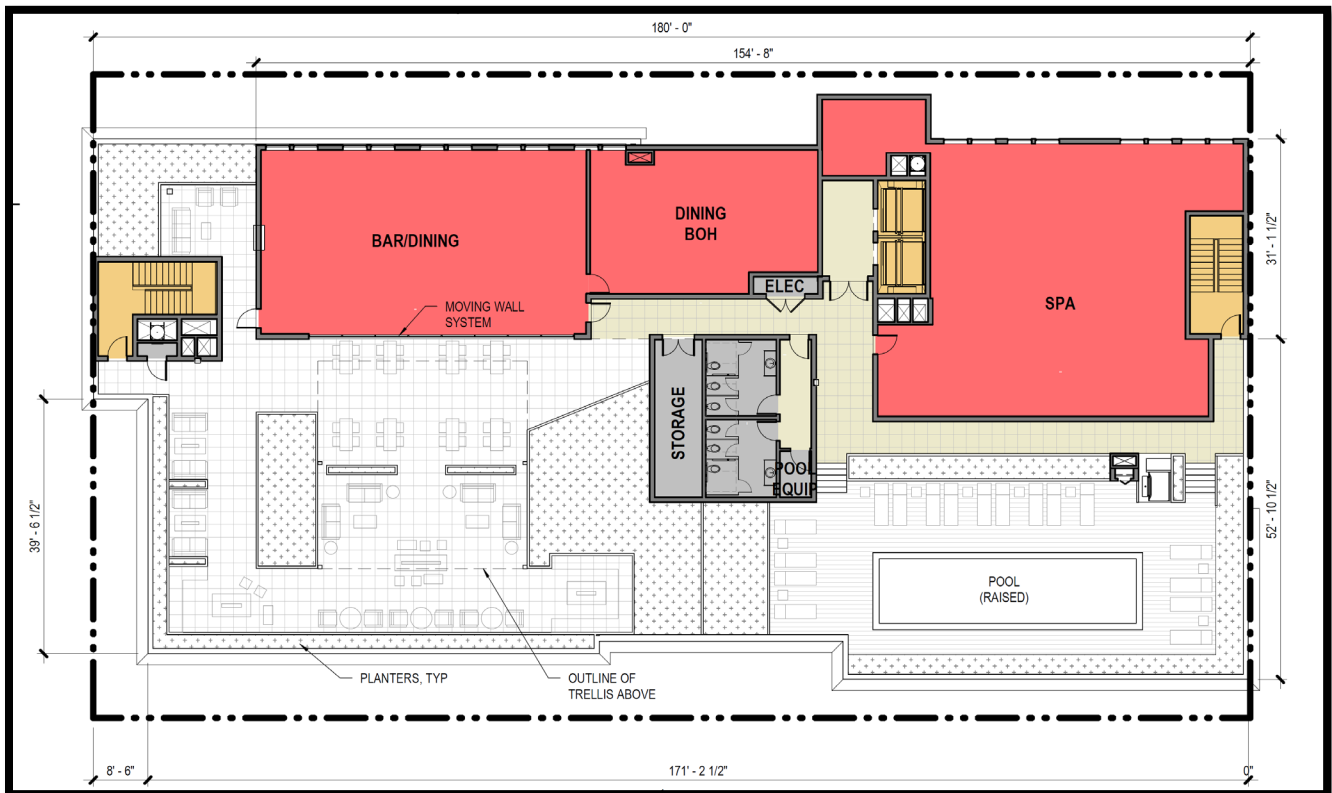 180' - 0"
154' - 8"
BAR/DINING
DINING
BOH
ELEC
MOVING WALL
SYSTEM
SPA
31' - 1 1/2"
STORAGE
POOL
EQUIP
39' - 6 1/2"
52' - 10 1/2"
POOL
(RAISED)
PLANTERS, TYP
OUTLINE OF
TRELLIS ABOVE
8' - 6"
171' - 2 1/2"
0"